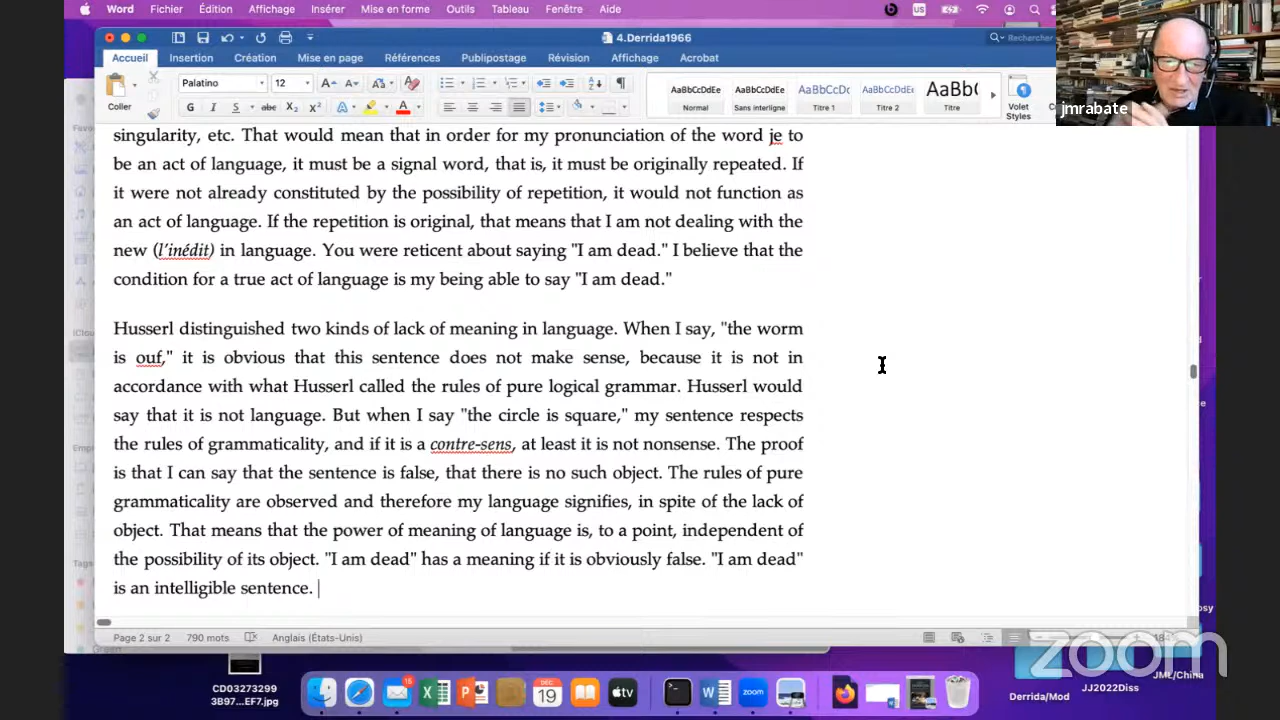 Word Fichier Édition Affichage Insérer Mise en forme Outils Tableau Fenêtre Aide
US
4.Derrida1966
Rechercher
Accueil Insertion Création Mise en page Références Publipostage Révision Affichage Acrobat
Coller
Palatino 12
AaBbCcDdEe AaBbCcDdEe AaBbCcDc AaBbCcDdEe AaBb(
Normal Sans interligne Titre 1 Titre 2 Titre
Volet
Styles
jmrabate
singularity, etc. That would mean that in order for my pronunciation of the word je to
be an act of language, it must be a signal word, that is, it must be originally repeated. If
it were not already constituted by the possibility of repetition, it would not function as
an act of language. If the repetition is original, that means that I am not dealing with the
new (l'inédit) in language. You were reticent about saying "I am dead." I believe that the
condition for a true act of language is my being able to say "I am dead."
Husserl distinguished two kinds of lack of meaning in language. When I say, "the worm
is ouf," it is obvious that this sentence does not make sense, because it is not in
accordance with what Husserl called the rules of pure logical grammar. Husserl would
say that it is not language. But when I say "the circle is square," my sentence respects
the rules of grammaticality, and if it is a contre-sens, at least it is not nonsense. The proof
is that I can say that the sentence is false, that there is no such object. The rules of pure
grammaticality are observed and therefore my language signifies, in spite of the lack of
object. That means that the power of meaning of language is, to a point, independent of
the possibility of its object. "I am dead" has a meaning if it is obviously false. "I am dead"
is an intelligible sentence.
Page 2 sur 2 790 mots Anglais (États-Unis)
zoom
CD03273299
3B97...EF7.jpg
DEC
19
tv
zoom
Derrida/Mod
JJ2022Diss
JML/China